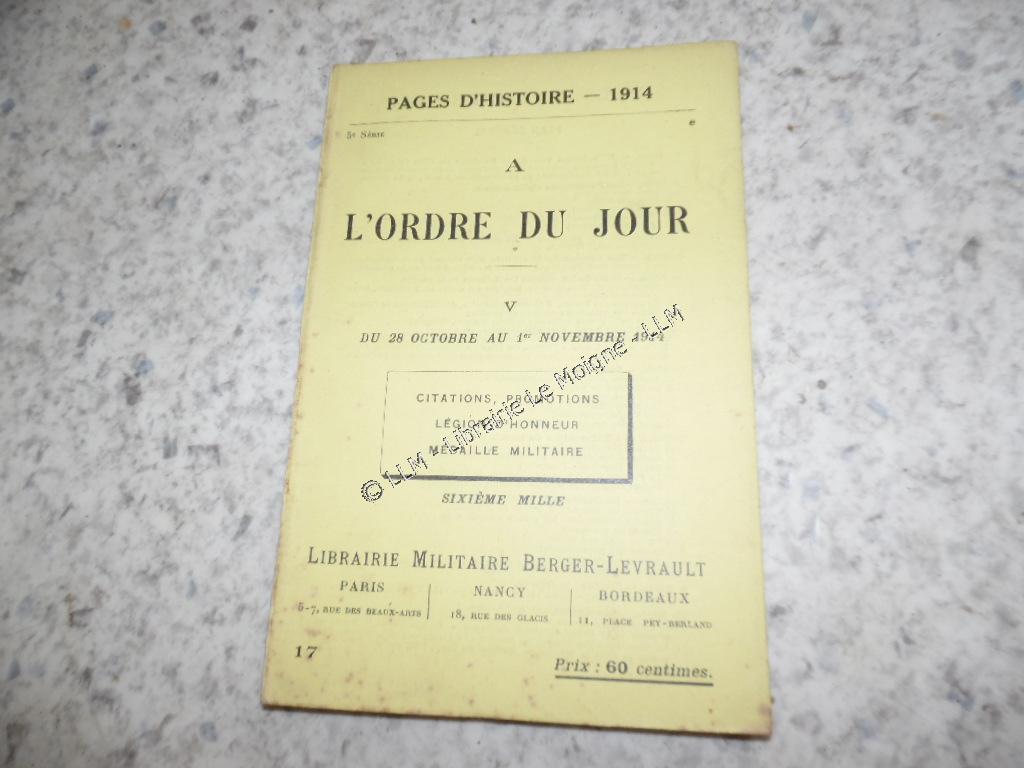 PAGES D'HISTOIRE — 1914
5e SÉRIE
e
A
L'ORDRE DU JOUR
V
DU 28 OCTOBRE AU 1er NOVEMBRE 1914
CITATIONS, PROMOTIONS
LÉGION D'HONNEUR
MÉDAILLE MILITAIRE
© LLM - Librairie Le Moigne - LLM
SIXIÈME MILLE
LIBRAIRIE MILITAIRE BERGER-LEVRAULT
PARIS
5-7, RUE DES BEAUX-ARTS
NANCY
18, RUE DES GLACIS
BORDEAUX
11, PLACE PEY-BERLAND
17
Prix : 60 centimes.